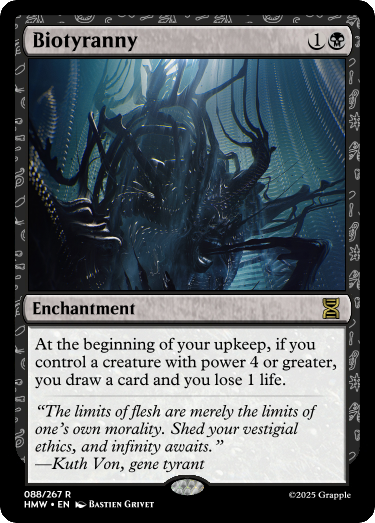 Biotyranny 1
Enchantment
At the beginning of your upkeep, if you
control a creature with power 4 or greater,
you draw a card and you lose 1 life.
“The limits of flesh are merely the limits of
one’s own morality. Shed your vestigial
ethics, and infinity awaits.”
—Kuth Von, gene tyrant
088/267 R
HMW • EN Bastien Grivet
©2025 Grapple